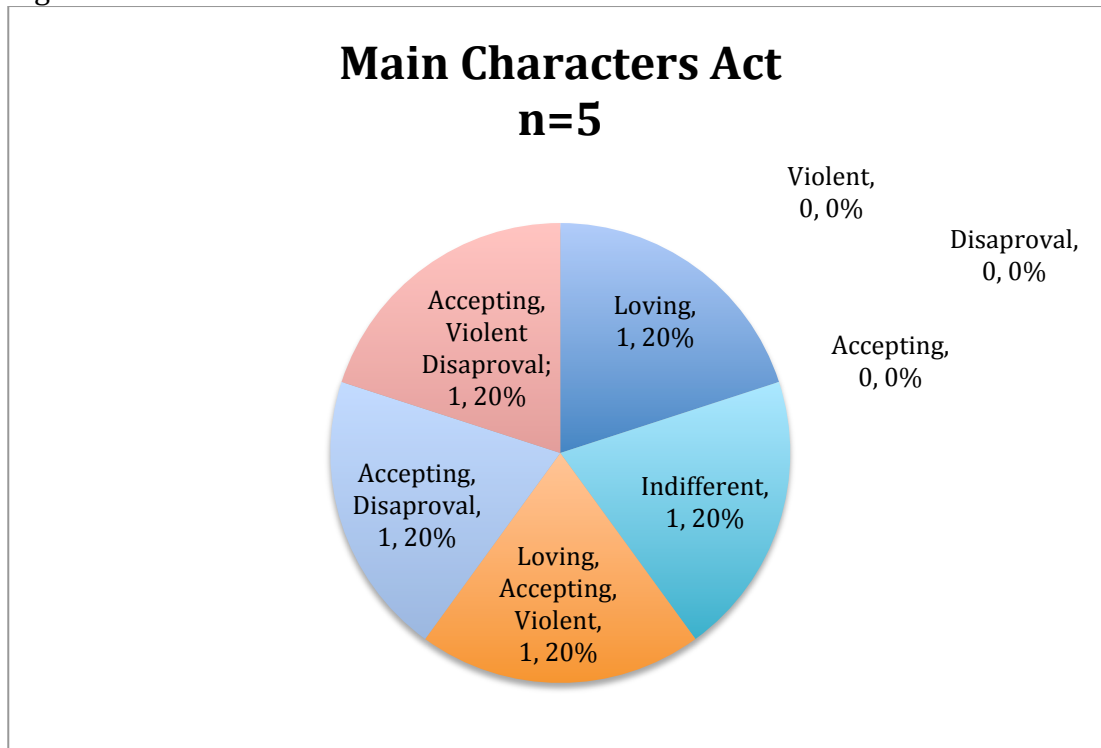 Main Characters Act
n=5
Violent,
0, 0%
Disaproval,
0, 0%
Accepting,
0, 0%
Loving,
1, 20%
Indifferent,
1, 20%
Loving,
Accepting,
Violent,
1, 20%
Accepting,
Disaproval,
1, 20%
Accepting,
Violent
Disaproval;
1, 20%